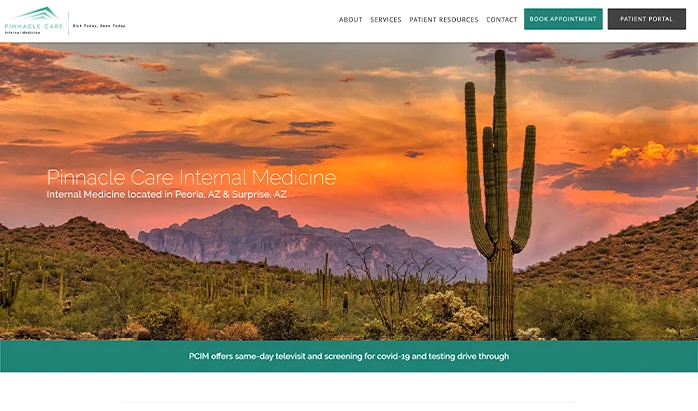 PINNACLE CARE
Internal Medicine
Sick Today, Seen Today.
ABOUT
SERVICES
PATIENT RESOURCES
CONTACT
BOOK APPOINTMENT
PATIENT PORTAL
Pinnacle Care Internal Medicine
Internal Medicine located in Peoria, AZ & Surprise, AZ
PCIM offers same-day televisit and screening for covid-19 and testing drive through